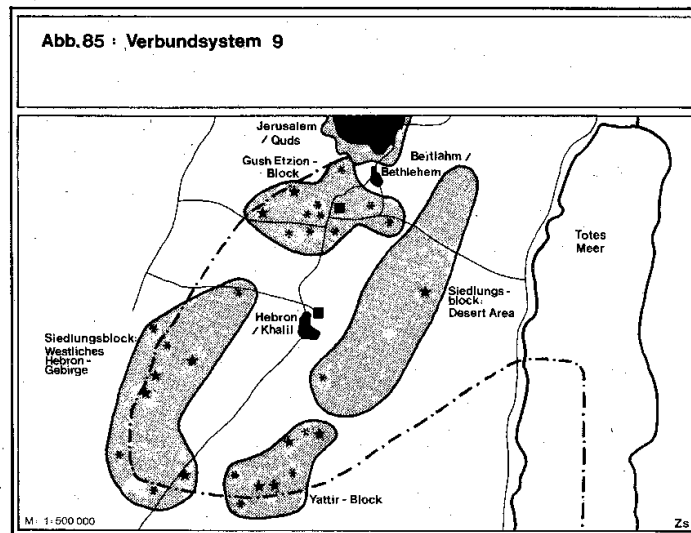 Abb.85 : Verbundsystem 9
Jerusalem
/ Quds
Gush Etzion-
Block
Beitlahm /
Bethlehem
Totes
Meer
Siedlungs-
block:
Desert Area
Hebron
/ Khalil
Siedlungsblock:
Westliches
Hebron-
Gebirge
Yattir - Block
M: 1:500 000
Zs